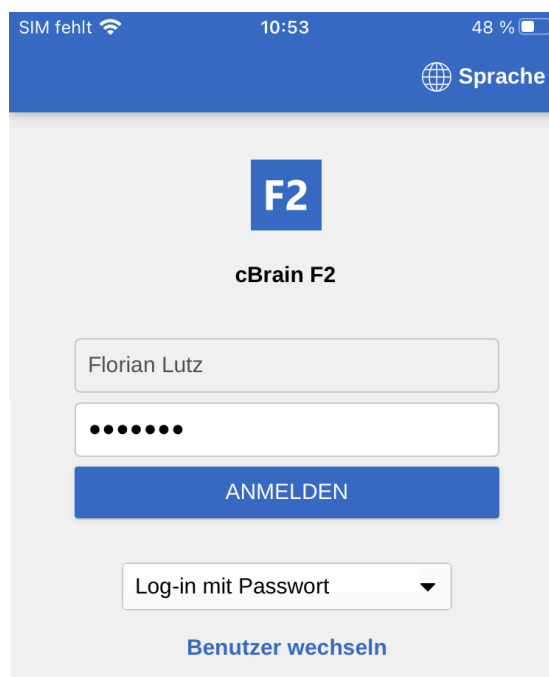 SIM fehlt 10:53 48 %
Sprache
F2
cBrain F2
Florian Lutz
•••••••
ANMELDEN
Log-in mit Passwort
Benutzer wechseln